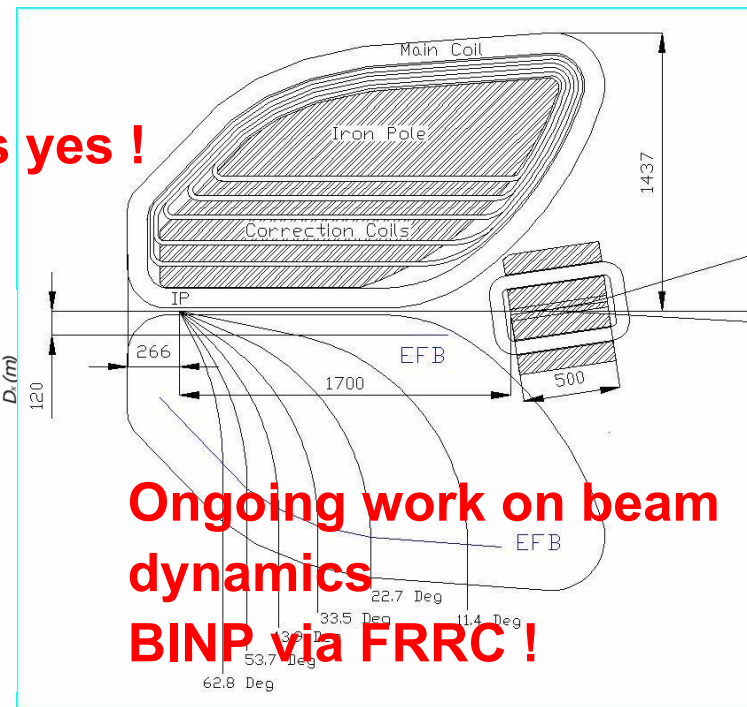 Main Coil
s yes !
Iron Pole
1437
Correction Coils
IP
EFB
266
1700
500
120
Dx(m)
Ongoing work on beam
EFB
dynamics
22.7 Deg
11.4 Deg
33.5 Deg
BINP via FRRC !
53.7 Deg
62.8 Deg